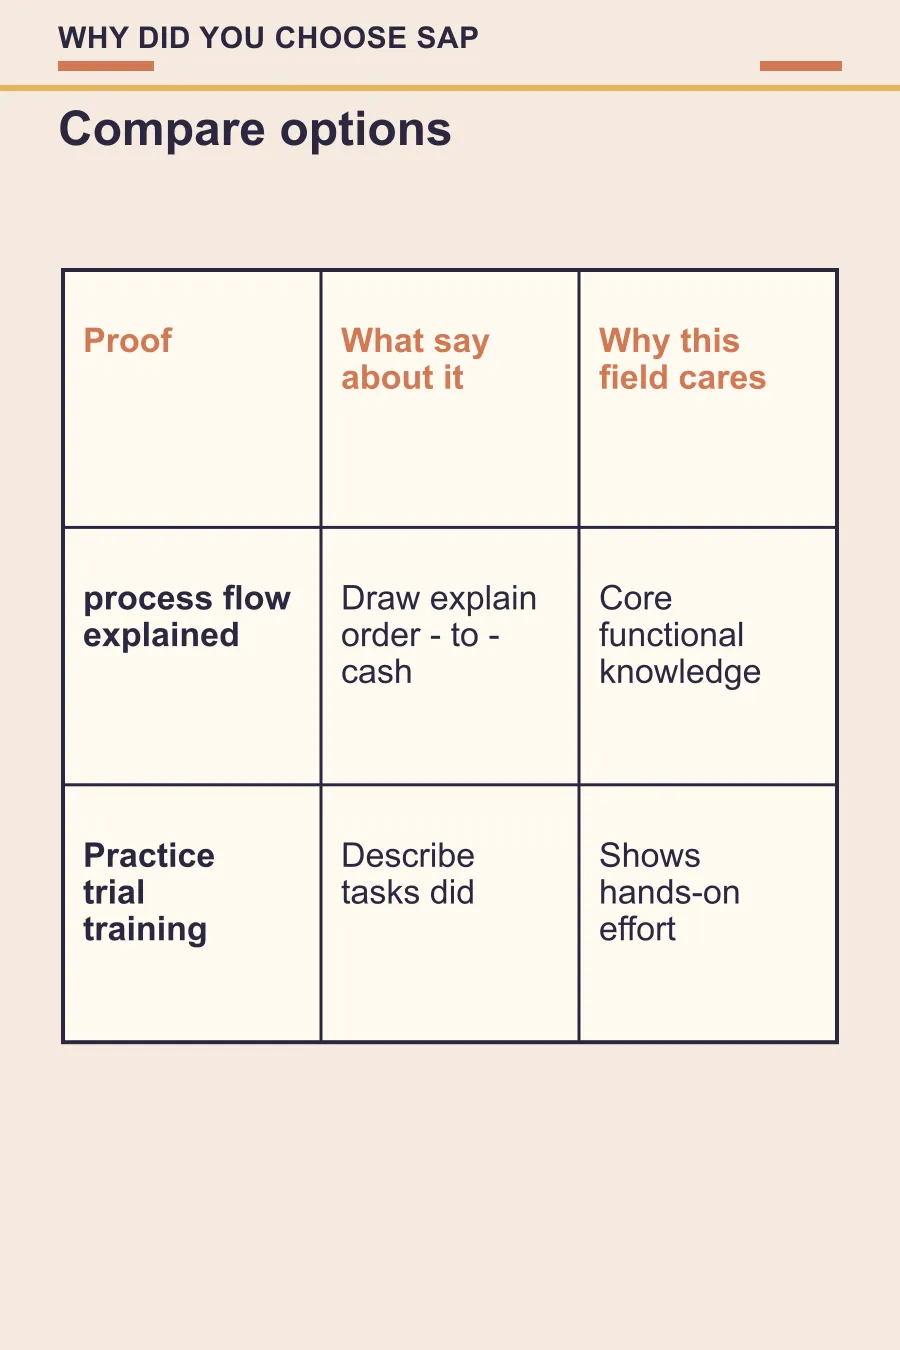 WHY DID YOU CHOOSE SAP
Compare options
Proof
What say
about it
Why this
field cares
process flow
explained
Draw explain
order - to -
cash
Core
functional
knowledge
Practice
trial
training
Describe
tasks did
Shows
hands-on
effort